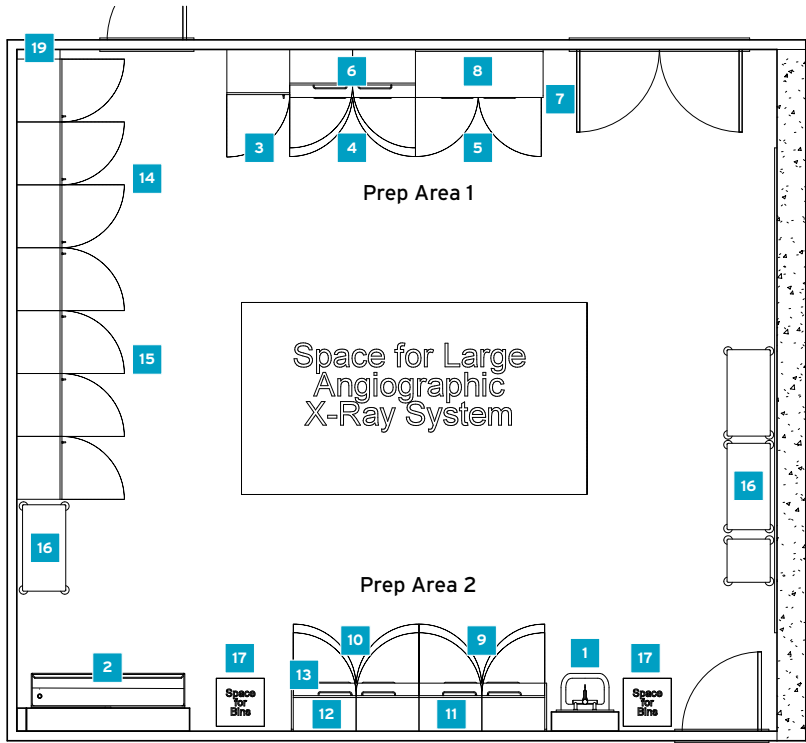 19
6
8
7
3
4
5
14
Prep Area 1
15
Space for Large
Angiographic
X-Ray System
16
16
Prep Area 2
10
9
2
17
13
1
17
12
11
Space
for
Bins
Space
for
Bins